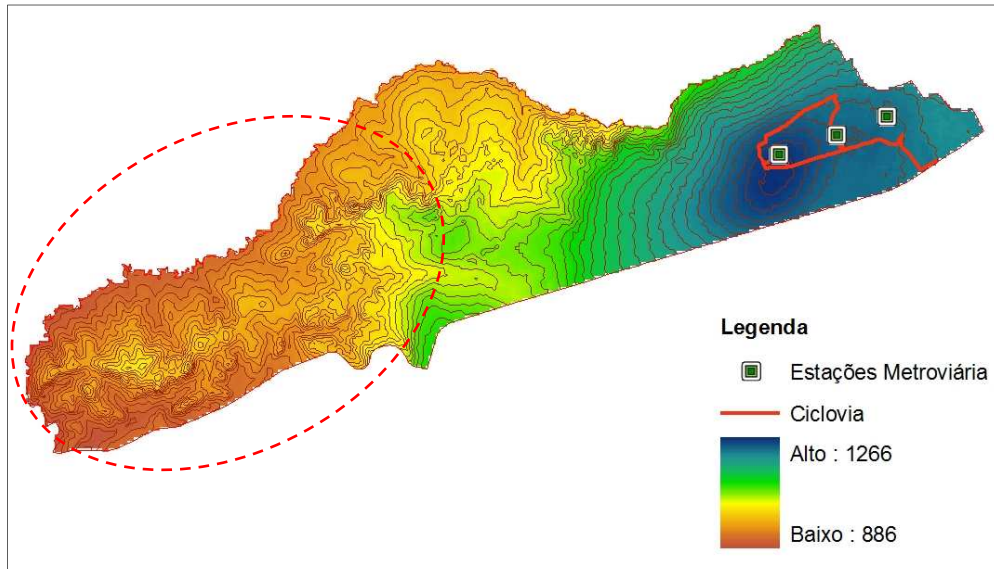 Legenda
Estações Metroviária
Ciclovia
Alto : 1266
Baixo : 886